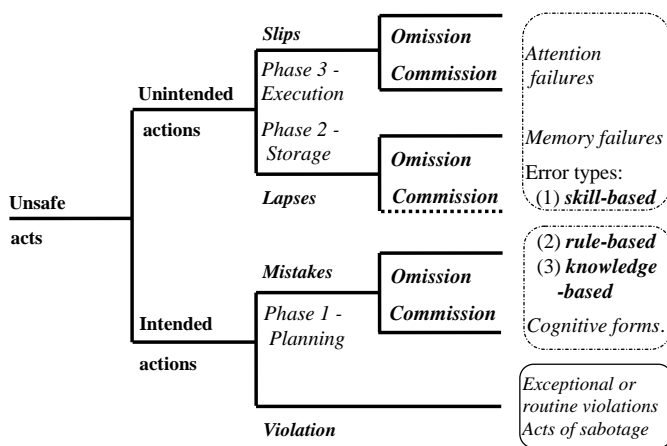 Slips
Omission
Commission
Phase 3 -
Execution
Attention
failures
Unintended
actions
Phase 2 -
Storage
Omission
Commission
Lapses
Memory failures
Error types:
(1) skill-based
Unsafe
acts
Mistakes
Omission
Commission
Phase 1 -
Planning
(2) rule-based
(3) knowledge
-based
Cognitive forms.
Intended
actions
Violation
Exceptional or
routine violations
Acts of sabotage